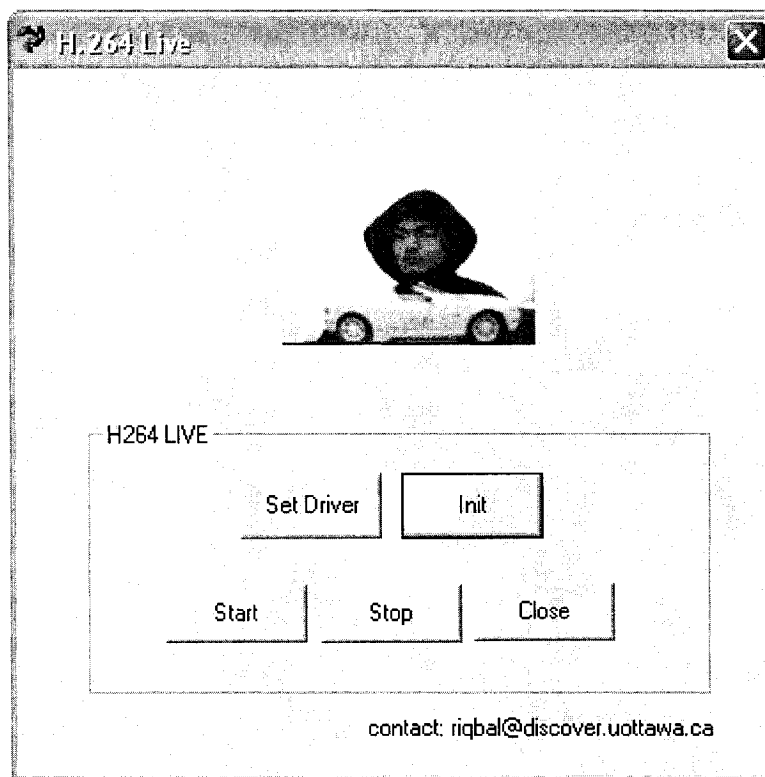 H.264 Live
H264 LIVE
Set Driver Init
Start Stop Close
contact: riqbal@discover.uottawa.ca